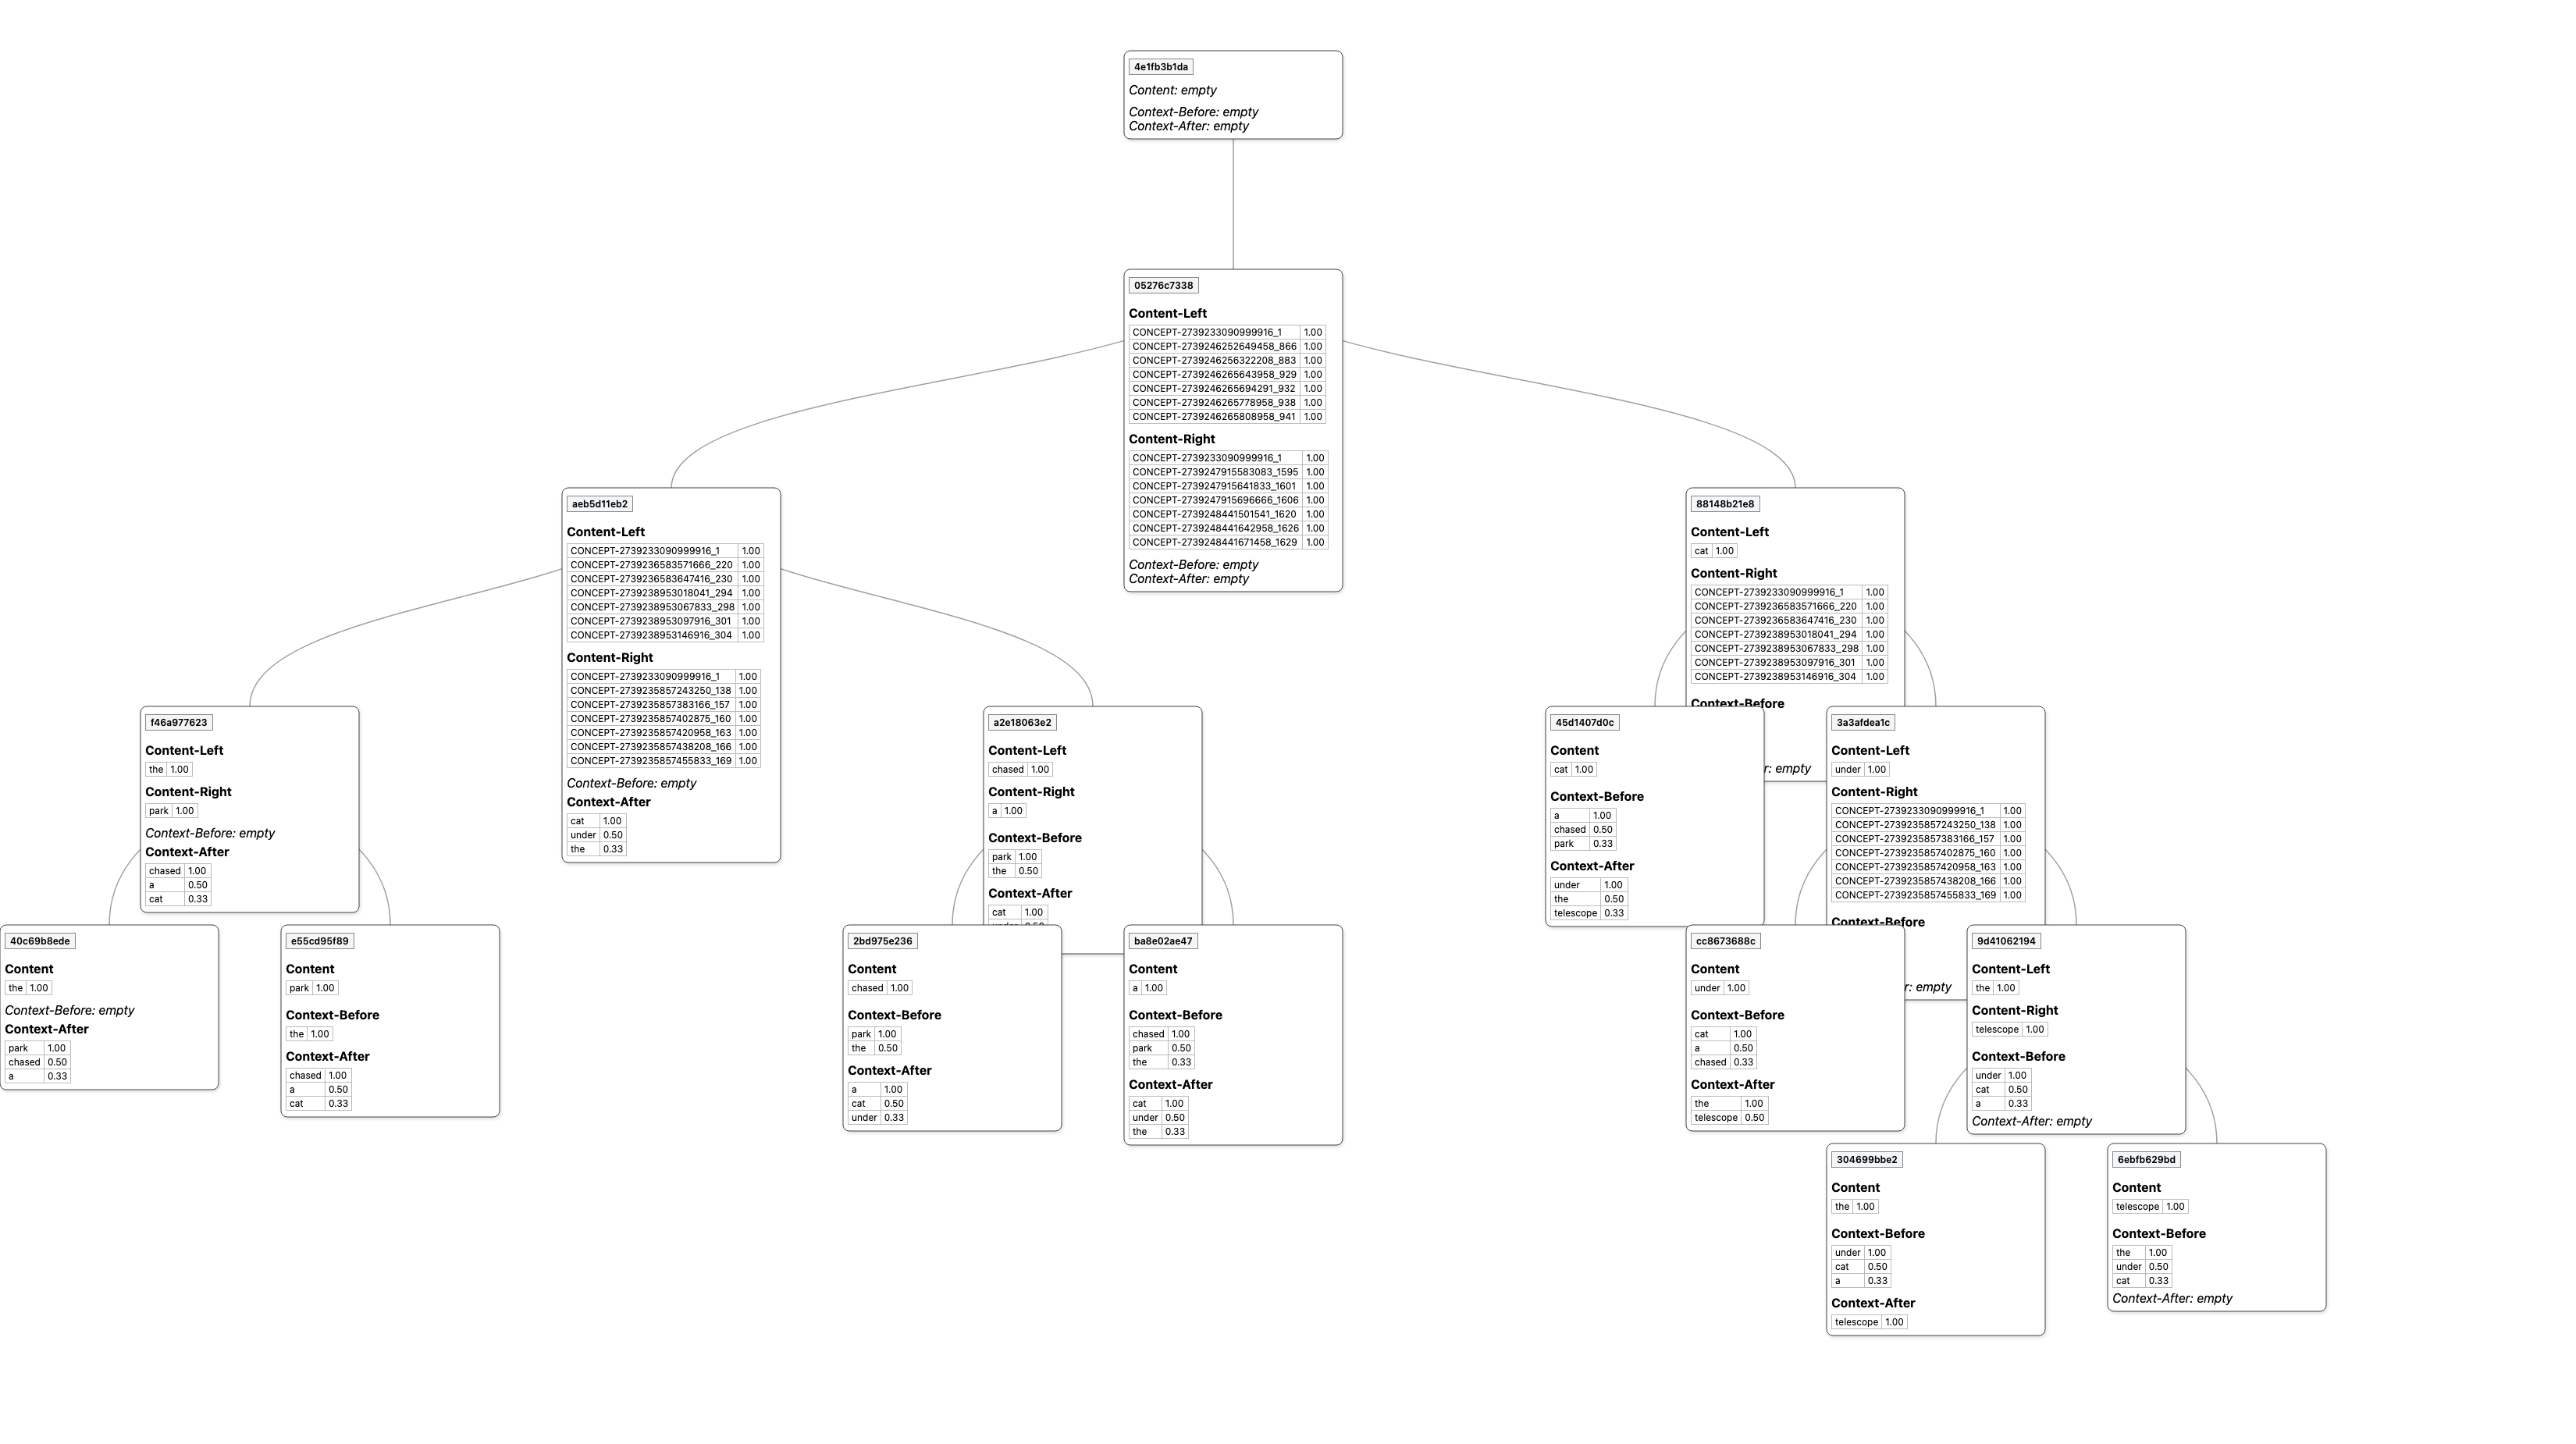 4e1fb3b1da
Content: empty
Context-Before: empty
Context-After: empty
05276c7338
Content-Left
CONCEPT-2739233090999916_1 1.00
CONCEPT-2739246252649458_866 1.00
CONCEPT-2739246256322208_883 1.00
CONCEPT-2739246265643958_929 1.00
CONCEPT-2739246265694291_932 1.00
CONCEPT-2739246265778958_938 1.00
CONCEPT-2739246265808958_941 1.00
Content-Right
CONCEPT-2739233090999916_1 1.00
CONCEPT-2739247915583083_1595 1.00
CONCEPT-2739247915641833_1601 1.00
CONCEPT-2739247915696666_1606 1.00
CONCEPT-2739248441501541_1620 1.00
CONCEPT-2739248441642958_1626 1.00
CONCEPT-2739248441671458_1629 1.00
Context-Before: empty
Context-After: empty
aeb5d11eb2
Content-Left
CONCEPT-2739233090999916_1 1.00
CONCEPT-2739236583571666_220 1.00
CONCEPT-2739236583647416_230 1.00
CONCEPT-2739238953018041_294 1.00
CONCEPT-2739238953067833_298 1.00
CONCEPT-2739238953097916_301 1.00
CONCEPT-2739238953146916_304 1.00
Content-Right
CONCEPT-2739233090999916_1 1.00
CONCEPT-2739235857243250_138 1.00
CONCEPT-2739235857383166_157 1.00
CONCEPT-2739235857402875_160 1.00
CONCEPT-2739235857420958_163 1.00
CONCEPT-2739235857438208_166 1.00
CONCEPT-2739235857455833_169 1.00
Context-Before: empty
Context-After
cat 1.00
under 0.50
the 0.33
88148b21e8
Content-Left
cat 1.00
Content-Right
CONCEPT-2739233090999916_1 1.00
CONCEPT-2739236583571666_220 1.00
CONCEPT-2739236583647416_230 1.00
CONCEPT-2739238953018041_294 1.00
CONCEPT-2739238953067833_298 1.00
CONCEPT-2739238953097916_301 1.00
CONCEPT-2739238953146916_304 1.00
Context-Before
r: empty
f46a977623
Content-Left
the 1.00
Content-Right
park 1.00
Context-Before: empty
Context-After
chased 1.00
a 0.50
cat 0.33
a2e18063e2
Content-Left
chased 1.00
Content-Right
a 1.00
Context-Before
park 1.00
the 0.50
Context-After
cat 1.00
45d1407d0c
Content
cat 1.00
Context-Before
a 1.00
chased 0.50
park 0.33
Context-After
under 1.00
the 0.50
telescope 0.33
3a3afdea1c
Content-Left
under 1.00
Content-Right
CONCEPT-2739233090999916_1 1.00
CONCEPT-2739235857243250_138 1.00
CONCEPT-2739235857383166_157 1.00
CONCEPT-2739235857402875_160 1.00
CONCEPT-2739235857420958_163 1.00
CONCEPT-2739235857438208_166 1.00
CONCEPT-2739235857455833_169 1.00
Context-Before
r: empty
40c69b8ede
Content
the 1.00
Context-Before: empty
Context-After
park 1.00
chased 0.50
a 0.33
e55cd95f89
Content
park 1.00
Context-Before
the 1.00
Context-After
chased 1.00
a 0.50
cat 0.33
2bd975e236
Content
chased 1.00
Context-Before
park 1.00
the 0.50
Context-After
a 1.00
cat 0.50
under 0.33
ba8e02ae47
Content
a 1.00
Context-Before
chased 1.00
park 0.50
the 0.33
Context-After
cat 1.00
under 0.50
the 0.33
cc8673688c
Content
under 1.00
Context-Before
cat 1.00
a 0.50
chased 0.33
Context-After
the 1.00
telescope 0.50
9d41062194
Content-Left
the 1.00
Content-Right
telescope 1.00
Context-Before
under 1.00
cat 0.50
a 0.33
Context-After: empty
304699bbe2
Content
the 1.00
Context-Before
under 1.00
cat 0.50
a 0.33
Context-After
telescope 1.00
6ebfb629bd
Content
telescope 1.00
Context-Before
the 1.00
under 0.50
cat 0.33
Context-After: empty